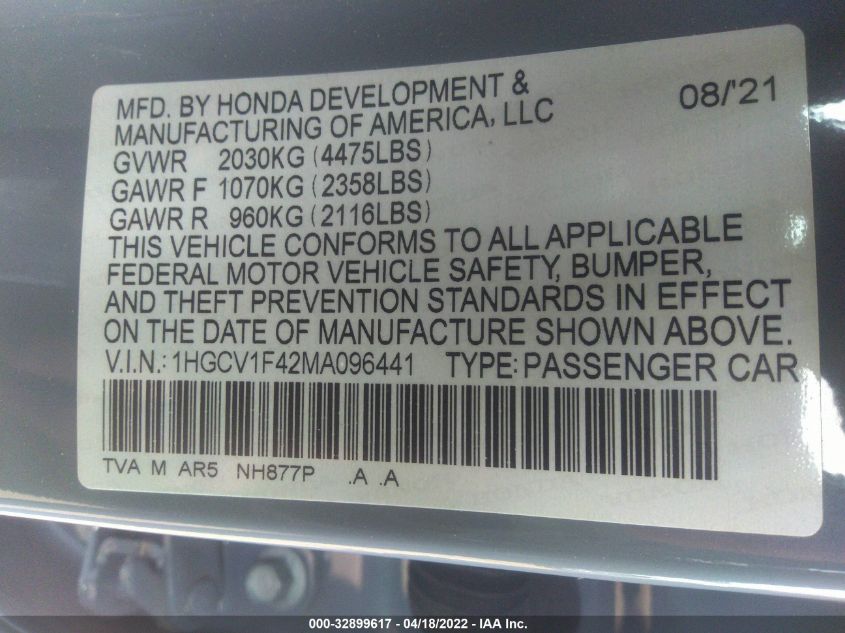 MFD. BY HONDA DEVELOPMENT & 08/'21
MANUFACTURING OF AMERICA, LLC
GVWR 2030KG (4475LBS)
GAWR F 1070KG (2358LBS)
GAWR R 960KG (2116LBS)
THIS VEHICLE CONFORMS TO ALL APPLICABLE
FEDERAL MOTOR VEHICLE SAFETY, BUMPER,
AND THEFT PREVENTION STANDARDS IN EFFECT
ON THE DATE OF MANUFACTURE SHOWN ABOVE.
V.I.N.: 1HGCV1F42MA096441 TYPE: PASSENGER CAR
TVA M AR5 NH877P .A .A
000-32899617 - 04/18/2022 - IAA Inc.